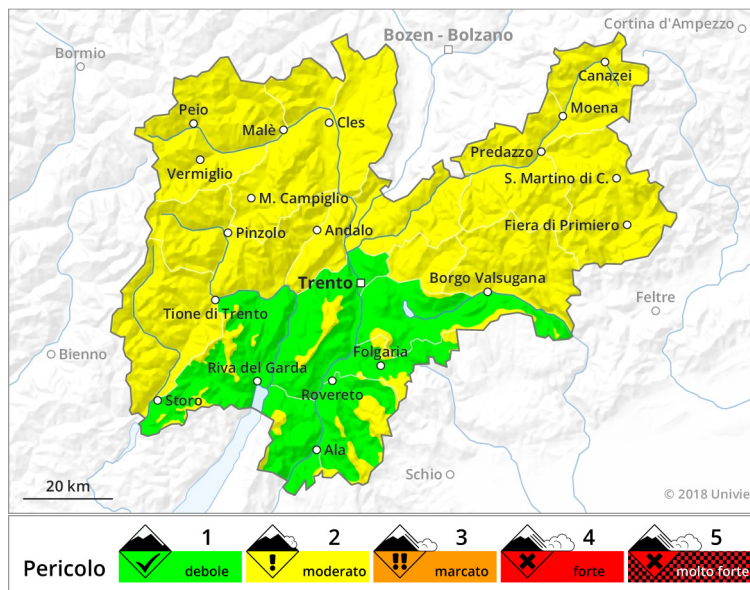 Cortina d'Ampezzo
Bozen - Bolzano
Bormio
Canazei
Peio
Moena
Malè
Cles
Predazzo
Vermiglio
S. Martino di C.
M. Campiglio
Fiera di Primiero
Pinzolo
Andalo
Borgo Valsugana
Trento
Feltre
Tione di Trento
Bienno
Folgaria
Riva del Garda
Storo
Rovereto
Ala
Schio
20 km
© 2018 Univie
Pericolo
1
debole
2
moderato
3
marcato
4
forte
5
molto forte